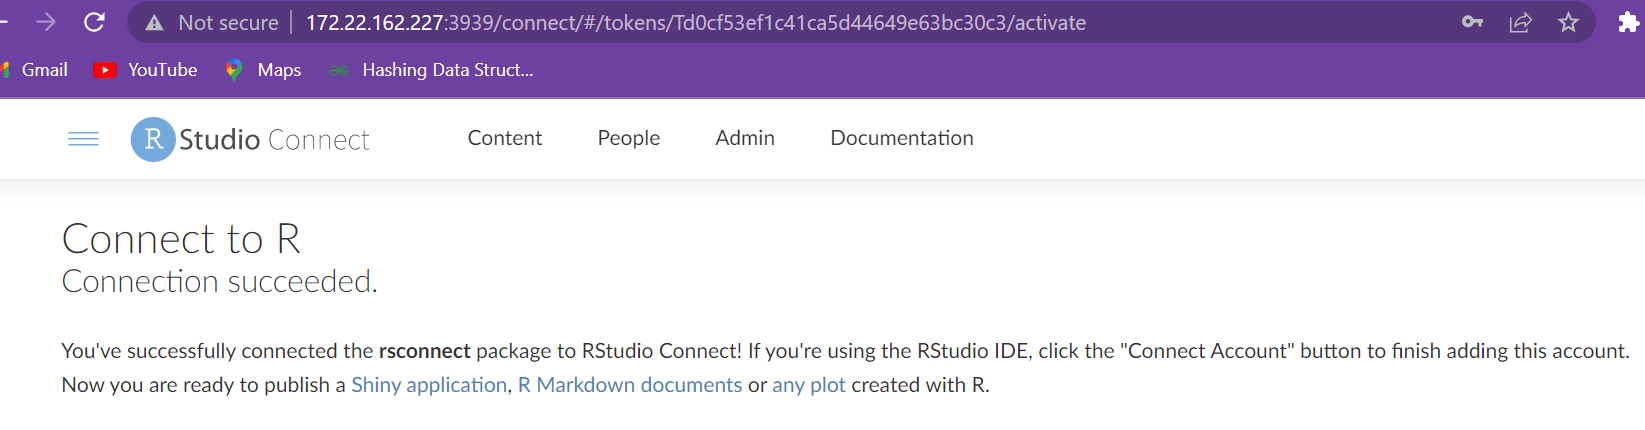 Not secure | 172.22.162.227:3939/connect/#/tokens/Td0cf53ef1c41ca5d44649e63bc30c3/activate
Gmail YouTube Maps Hashing Data Struct...
R Studio Connect Content People Admin Documentation
Connect to R
Connection succeeded.
You've successfully connected the rsconnect package to RStudio Connect! If you're using the RStudio IDE, click the "Connect Account" button to finish adding this account.
Now you are ready to publish a Shiny application, R Markdown documents or any plot created with R.